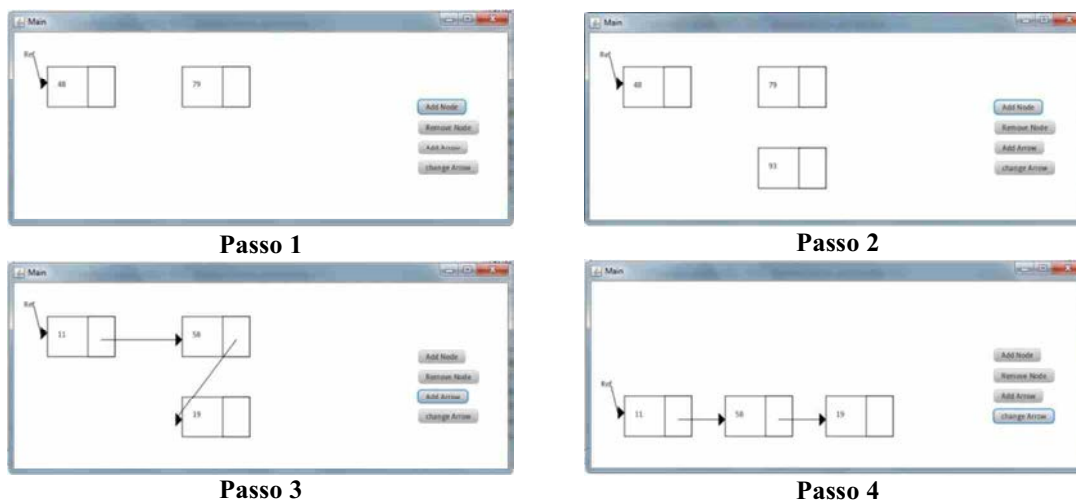 Main
Ref
48
79
Add Node
Remove Node
Add Arrow
change Arrow
Passo 1
Main
Ref
48
79
93
Add Node
Remove Node
Add Arrow
change Arrow
Passo 2
Main
Ref
11
58
19
Add Node
Remove Node
Add Arrow
change Arrow
Passo 3
Main
Ref
11
58
19
Add Node
Remove Node
Add Arrow
change Arrow
Passo 4